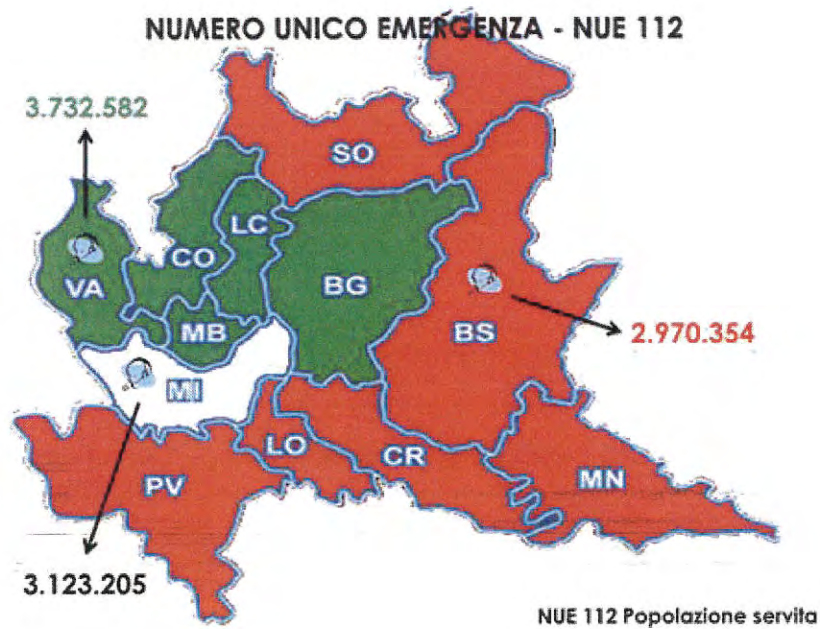 NUMERO UNICO EMERGENZA - NUE 112
3.732.582
SO
LC
CO
VA
BG
MB
BS
2.970.354
MI
LO
CR
PV
MN
3.123.205
NUE 112 Popolazione servita